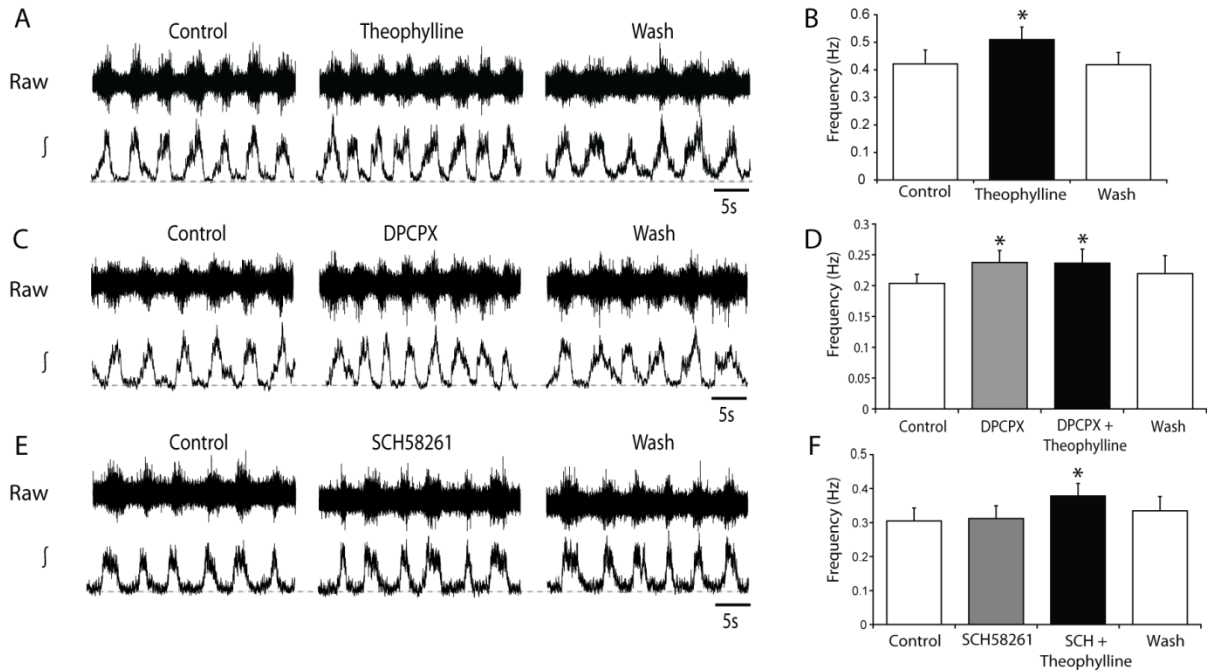 A
Control Theophylline Wash
Raw
∫
5s
B
Frequency (Hz)
0.6
0.5
0.4
0.3
0.2
0.1
0
*
Control Theophylline Wash
C
Control DPCPX Wash
Raw
∫
5s
D
Frequency (Hz)
0.25
0.2
0.15
0.1
0.05
0
* *
Control DPCPX DPCPX + Wash
Theophylline
E
Control SCH58261 Wash
Raw
∫
5s
F
Frequency (Hz)
0.5
0.4
0.3
0.2
0.1
0
*
Control SCH58261 SCH + Wash
Theophylline